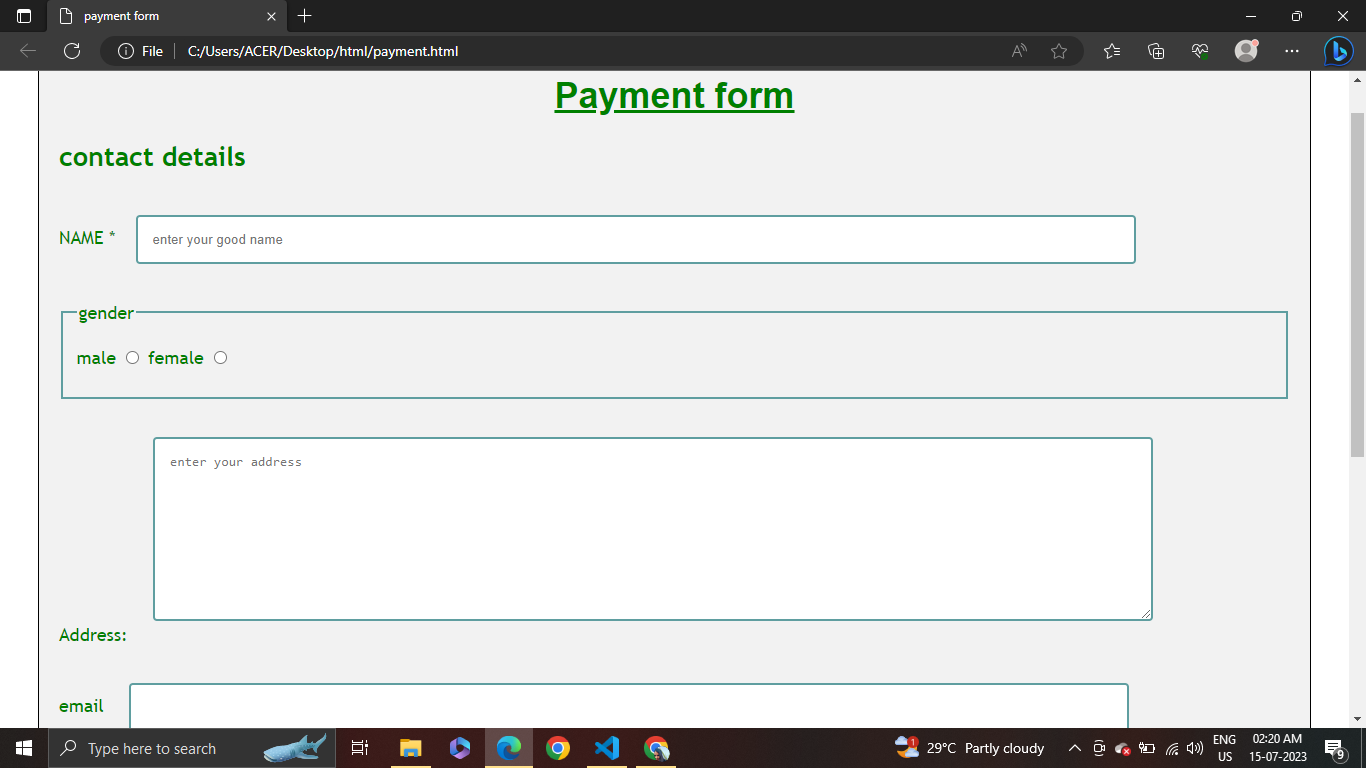 payment form
File
C:/Users/ACER/Desktop/html/payment.html
Payment form
contact details
NAME *
enter your good name
gender
male
female
enter your address
Address:
email
Type here to search
1
29°C Partly cloudy
ENG
US
02:20 AM
15-07-2023
9